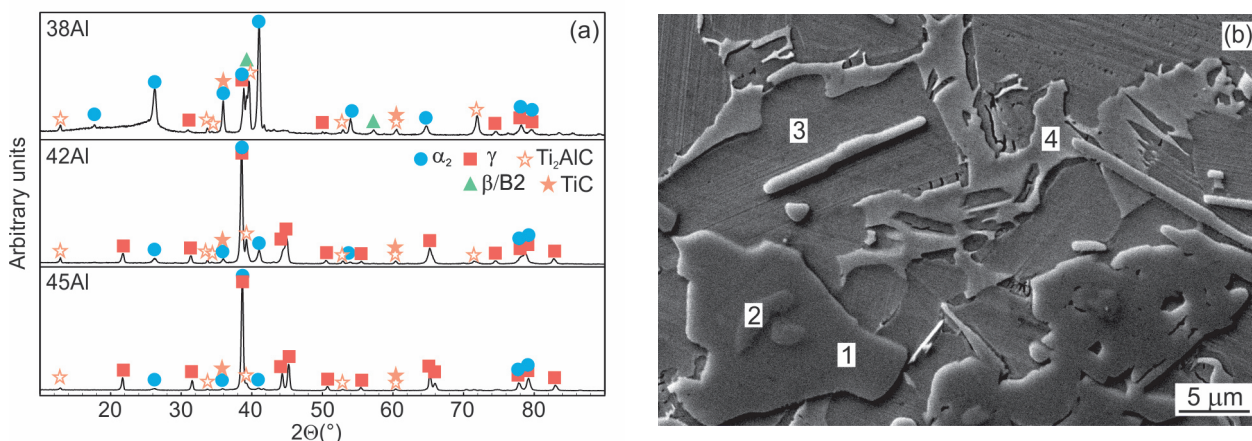 38Al
(a)
42Al
α₂ γ Ti₂AlC
β/B2 TiC
45Al
Arbitrary units
20 30 40 50 60 70 80
2Θ(°)
(b)
3
4
2
1
5 μm